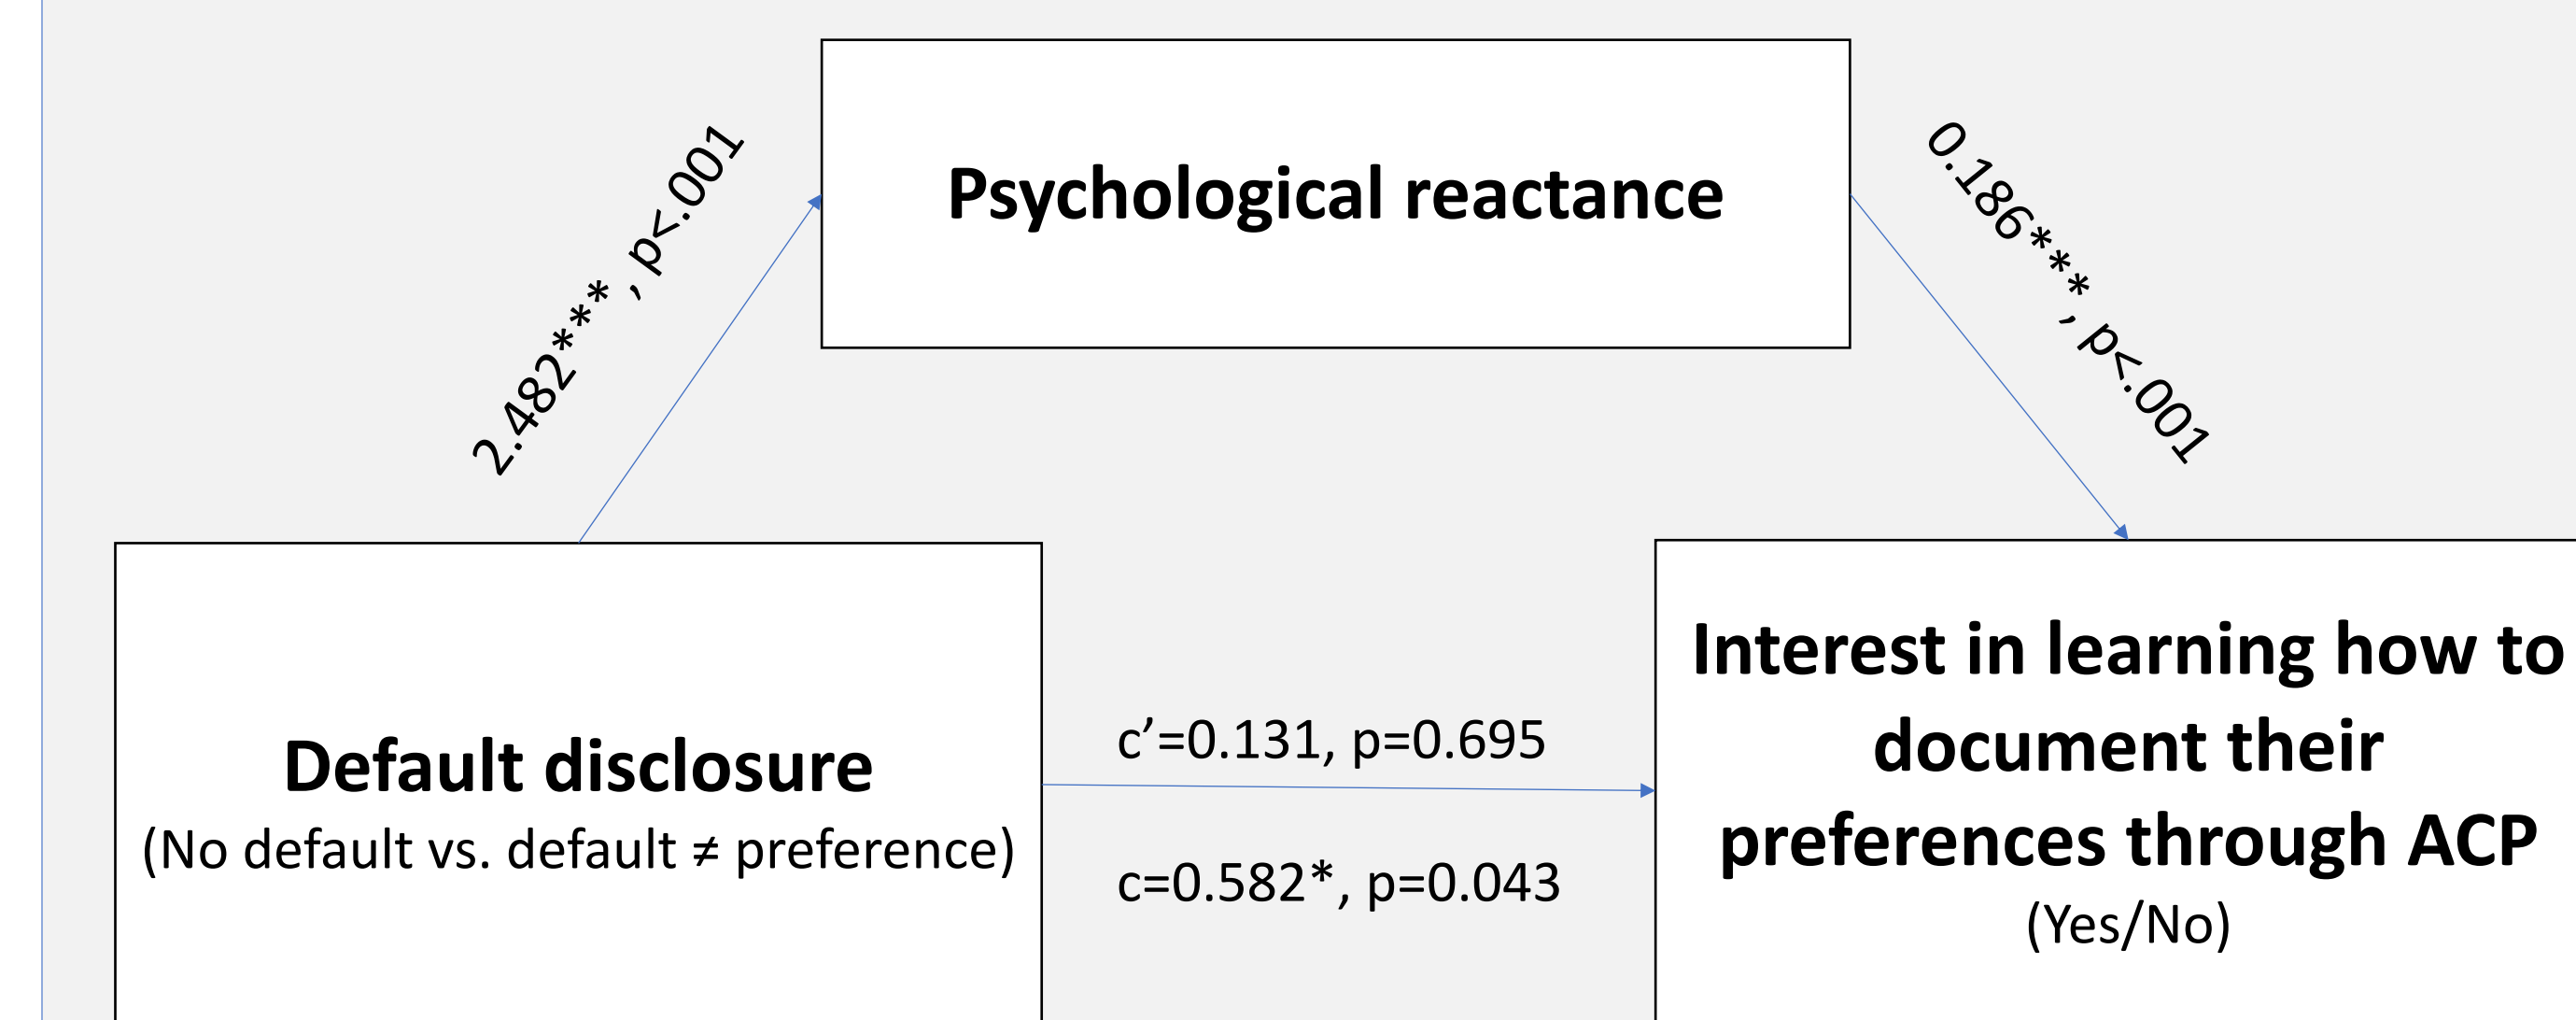 Psychological reactance
2.482*** , p<.001
0.186***, p<.001
Default disclosure
(No default vs. default ≠ preference)
c’=0.131, p=0.695
c=0.582*, p=0.043
Interest in learning how to
document their
preferences through ACP
(Yes/No)